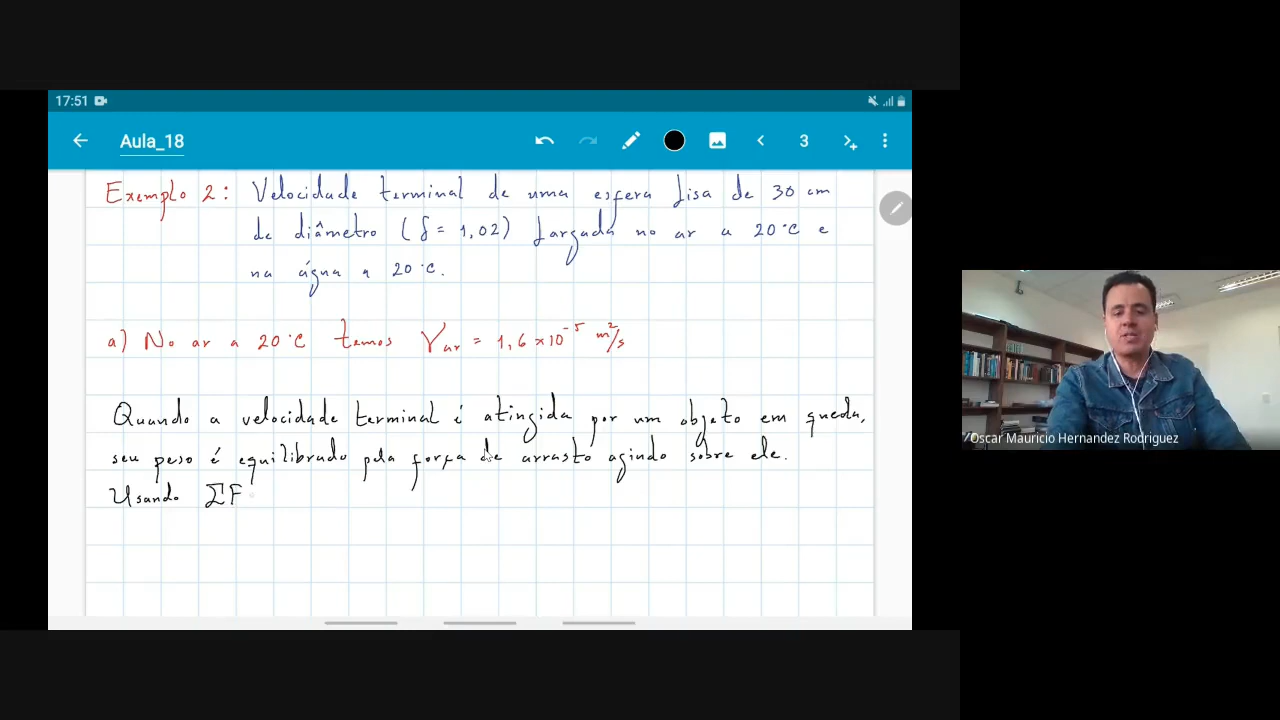 17:51
Aula_18
3
Exemplo 2: Velocidade terminal de uma esfera lisa de 30 cm
de diâmetro (S = 1,02) largada no ar a 20°C e
na água a 20°C.
a) No ar a 20°C temos νar = 1,6×10⁻⁵ m²/s
Quando a velocidade terminal é atingida por um objeto em queda,
seu peso é equilibrado pela força de arrasto agindo sobre ele.
Usando ΣF
Oscar Mauricio Hernandez Rodriguez